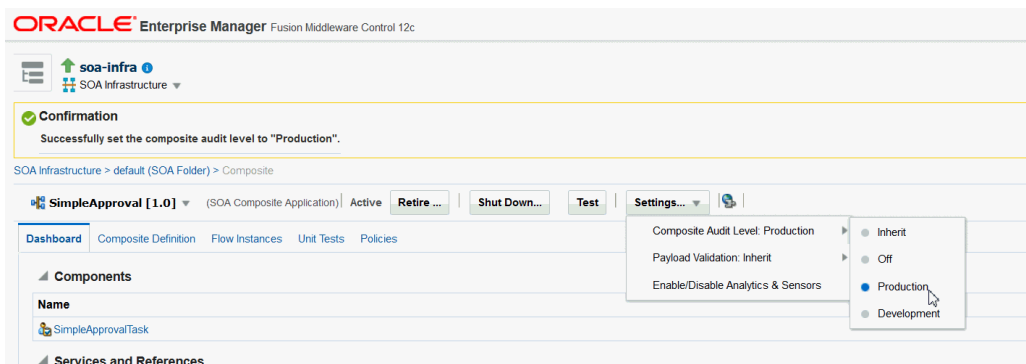 ORACLE Enterprise Manager Fusion Middleware Control 12c
soa-infra
SOA Infrastructure
Confirmation
Successfully set the composite audit level to "Production".
SOA Infrastructure > default (SOA Folder) > Composite
SimpleApproval [1.0] (SOA Composite Application) Active Retire ... Shut Down... Test Settings...
Dashboard Composite Definition Flow Instances Unit Tests Policies
Composite Audit Level: Production
Payload Validation: Inherit
Enable/Disable Analytics & Sensors
Inherit
Off
Production
Development
Components
Name
SimpleApprovalTask
Services and References